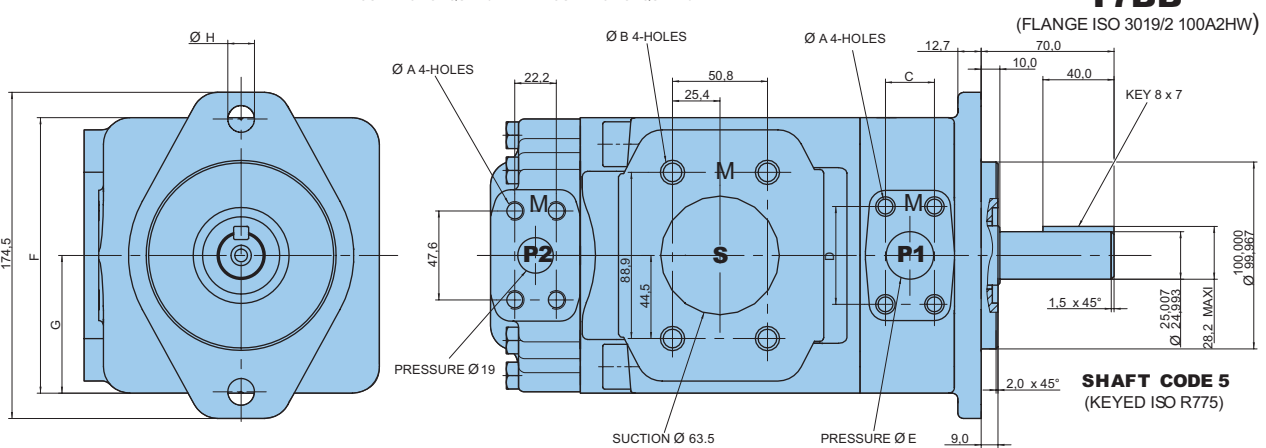 (FLANGE ISO 3019/2 100A2HW)
Ø H
Ø A 4-HOLES
22,2
Ø B 4-HOLES
50,8
25,4
Ø A 4-HOLES
C
12,7
70,0
10,0
40,0
KEY 8 x 7
174.5
F
G
M
P2
47,6
PRESSURE Ø 19
M
S
88,9
44,5
SUCTION Ø 63.5
M
P1
D
PRESSURE Ø E
1,5 x 45°
25,007
Ø 24,993
28,2 MAXI
100,000
Ø 99,967
2,0 x 45°
9,0
SHAFT CODE 5
(KEYED ISO R775)